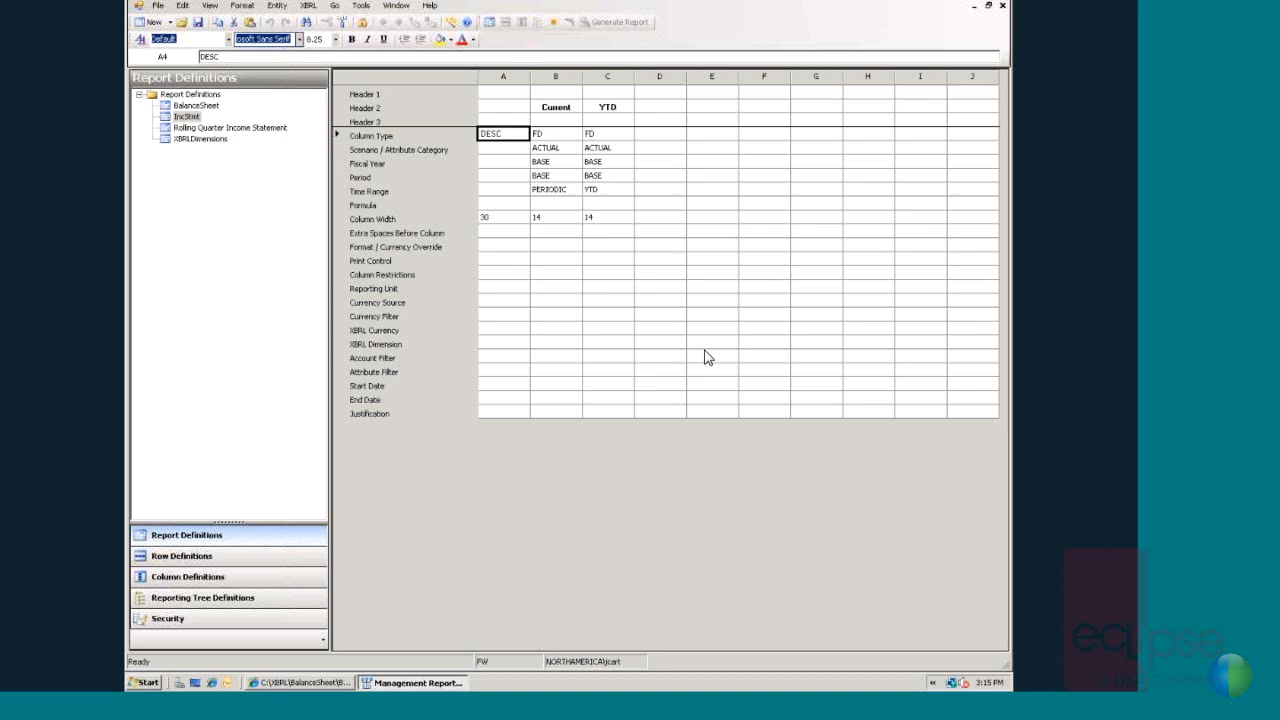 File Edit View Format Entity XBRL Go Tools Window Help
New Generate Report
Default osoft Sans Serif 8.25 B I U A
A4 DESC
Report Definitions
Report Definitions
BalanceSheet
IncStmt
Rolling Quarter Income Statement
XBRLDimensions
Report Definitions
Row Definitions
Column Definitions
Reporting Tree Definitions
Security
A B C D E F G H I J
Header 1
Header 2 Current YTD
Header 3
Column Type DESC FD FD
Scenario / Attribute Category ACTUAL ACTUAL
Fiscal Year BASE BASE
Period BASE BASE
Time Range PERIODIC YTD
Formula
Column Width 30 14 14
Extra Spaces Before Column
Format / Currency Override
Print Control
Column Restrictions
Reporting Unit
Currency Source
Currency Filter
XBRL Currency
XBRL Dimension
Account Filter
Attribute Filter
Start Date
End Date
Justification
Ready FW NORTHAMERICA\jcart
Start C:\XBRL\BalanceSheet\B... Management Report... « 3:15 PM
eclipse